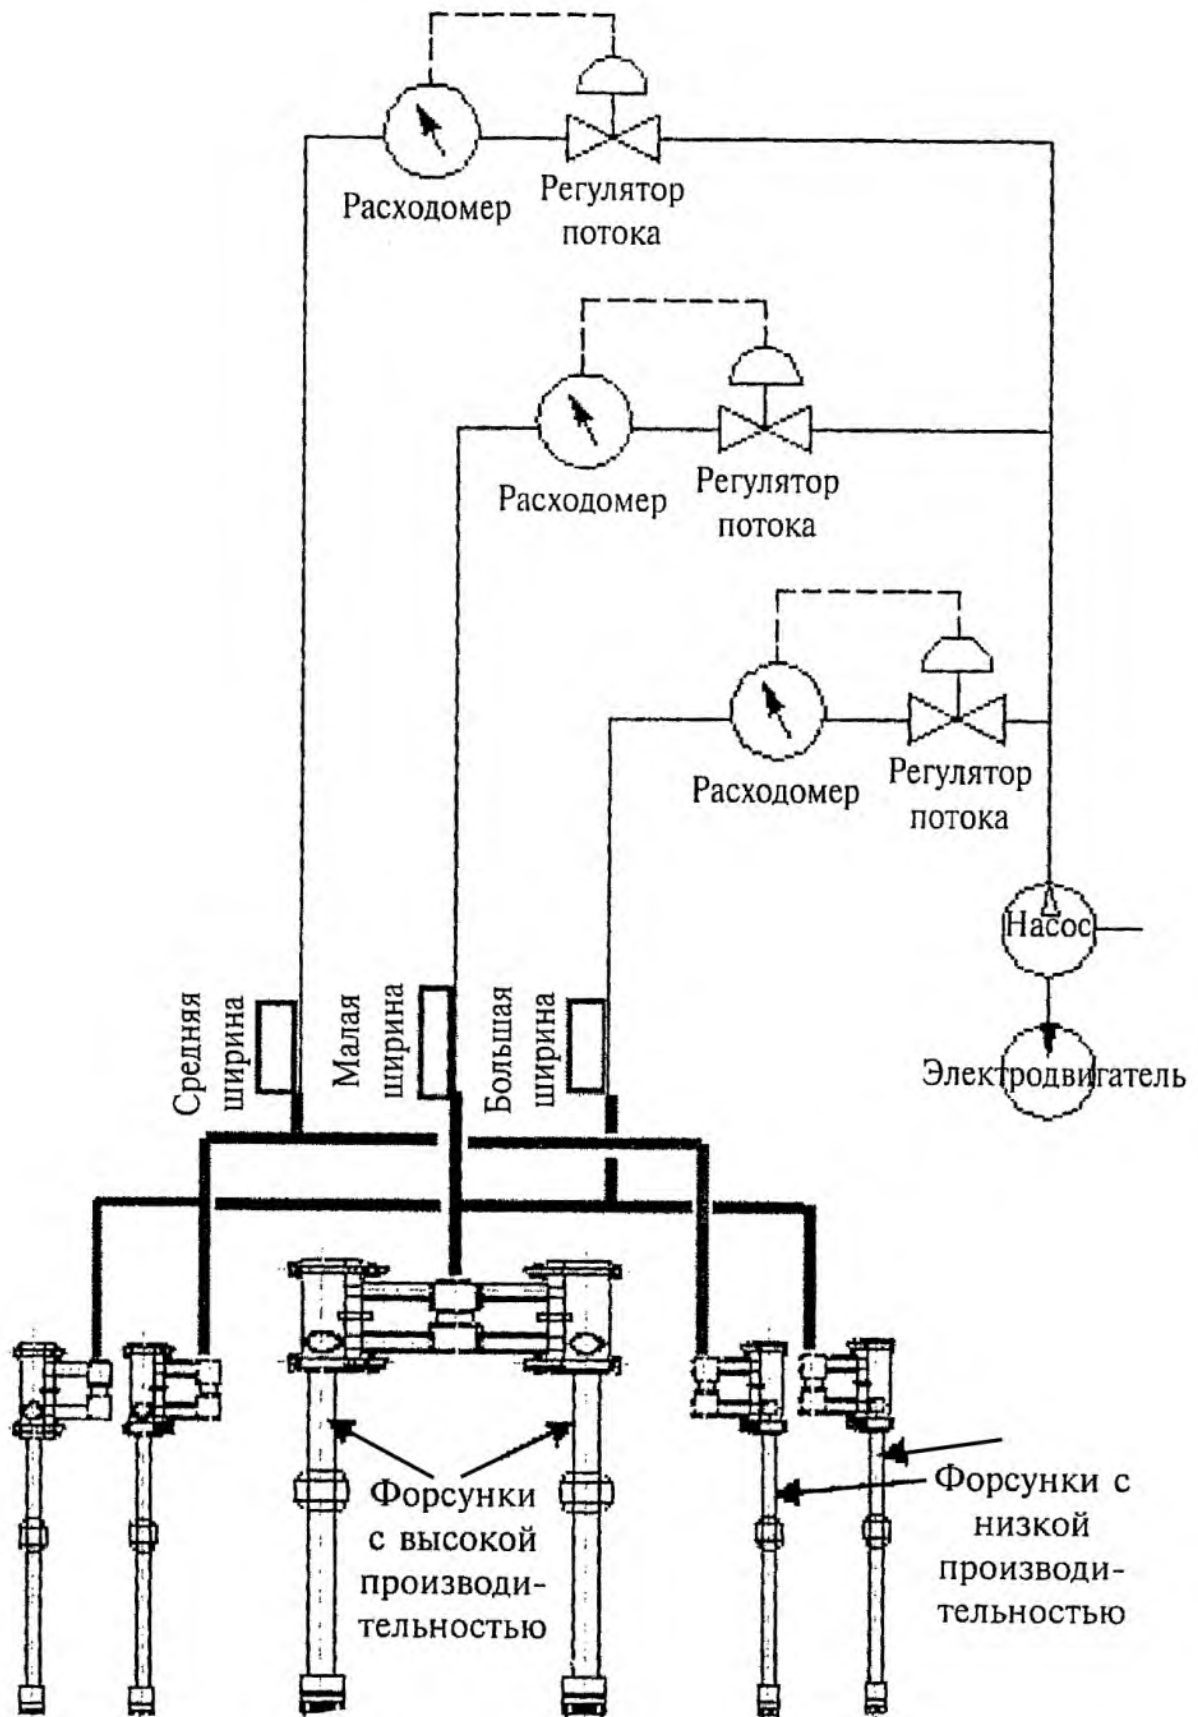 Расходомер
Регулятор
потока
Расходомер
Регулятор
потока
Расходомер
Регулятор
потока
Насос
Электродвигатель
Средняя
ширина
Малая
ширина
Большая
ширина
Форсунки
с высокой
производи-
тельностью
Форсунки с
низкой
производи-
тельностью